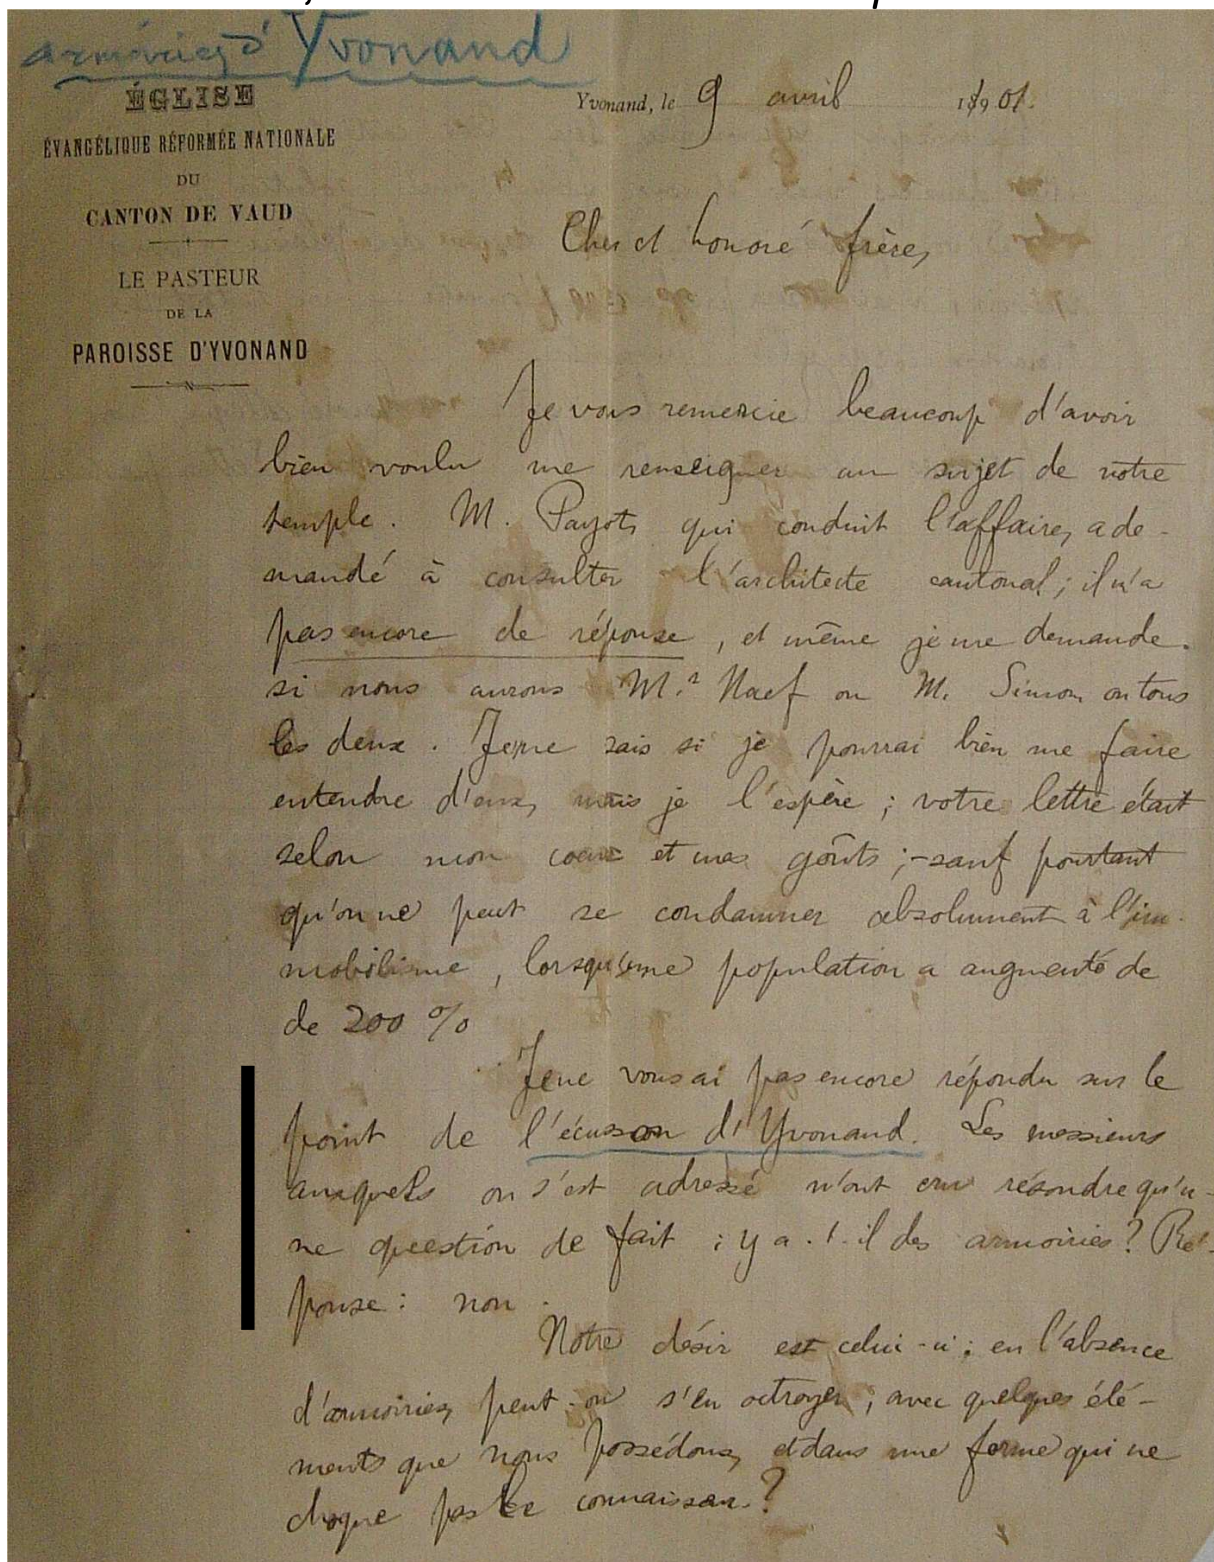 armoiries d'Yvonand
ÉGLISE
ÉVANGÉLIQUE RÉFORMÉE NATIONALE
DU
CANTON DE VAUD
LE PASTEUR
DE LA
PAROISSE D'YVONAND
Yvonand, le 9 avril 1901.
Cher et honoré frère,
Je vous remercie beaucoup d'avoir
bien voulu me renseigner au sujet de votre
temple. M. Payot, qui conduit l'affaire, a de-
mandé à consulter l'architecte cantonal; il n'a
pas encore de réponse, et même je me demande
si nous aurons M.r Naef ou M. Simon, ou tous
les deux. Je ne sais si je pourrai bien me faire
entendre d'eux, mais je l'espère; votre lettre était
selon mon coeur et mes goûts; - sauf pourtant
qu'on ne peut se condamner absolument à l'im-
mobilisme, lorsqu'une population a augmenté de
de 200 %
Je ne vous ai pas encore répondu sur le
point de l'écusson d'Yvonand. Les messieurs
auxquels on s'est adressé n'ont cru résoudre qu'u-
ne question de fait : y a-t-il des armoiries? Ré-
ponse: non.
Notre désir est celui-ci: en l'absence
d'armoiries, peut-on s'en octroyer; avec quelques élé-
ments que nous possédons, et dans une forme qui ne
choque pas le connaisseur?